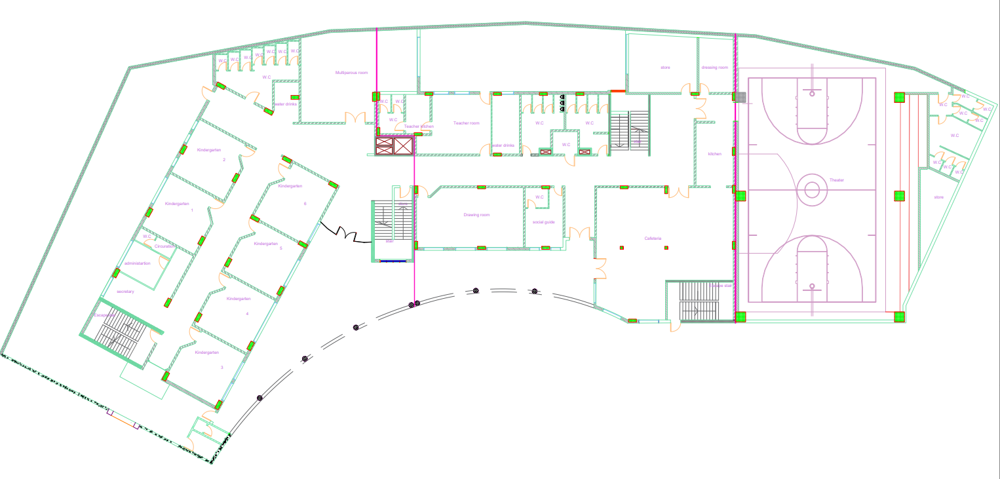 W.C
W.C
W.C
W.C
W.C
W.C
W.C
W.C
water drinks
Multiparous room
W.C
W.C
W.C
Teacher kitchen
Teacher room
water drinks
W.C
W.C
W.C
store
dressing room
kitchen
W.C
W.C
W.C
W.C
W.C
W.C
W.C
W.C
W.C
store
Theater
Kindergarten
2
Kindergarten
1
Kindergarten
6
Kindergarten
5
Kindergarten
4
Kindergarten
3
W.C
Circuration
administartion
secretary
store
stair
Drawing room
W.C
social guide
Cafeteria
Escape stair